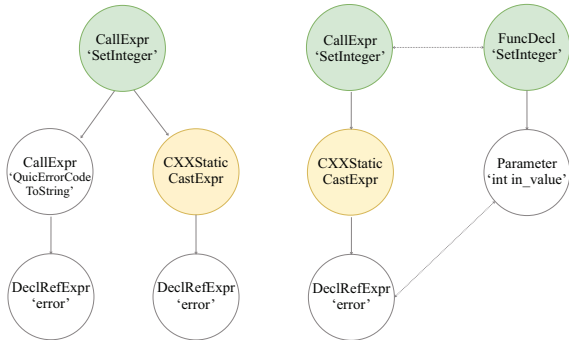 CallExpr
‘SetInteger’
CallExpr
‘QuicErrorCode
ToString’
CXXStatic
CastExpr
DeclRefExpr
‘error’
DeclRefExpr
‘error’
CallExpr
‘SetInteger’
FuncDecl
‘SetInteger’
CXXStatic
CastExpr
Parameter
‘int in_value’
DeclRefExpr
‘error’